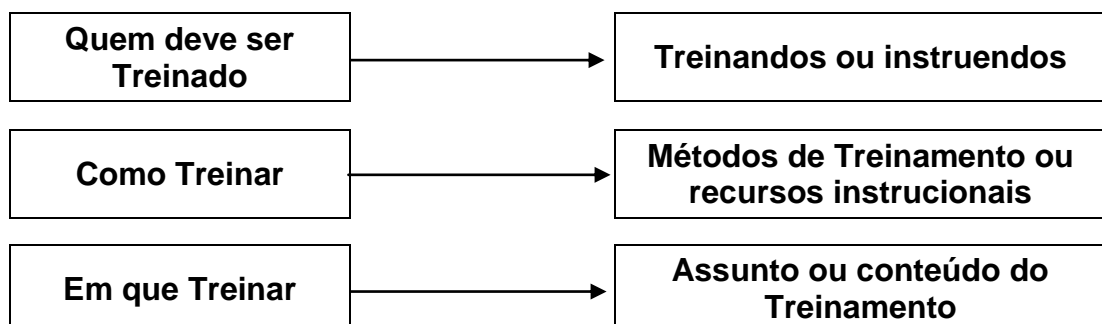 Quem deve ser
Treinado
Treinandos ou instruendos
Como Treinar
Métodos de Treinamento ou
recursos instrucionais
Em que Treinar
Assunto ou conteúdo do
Treinamento